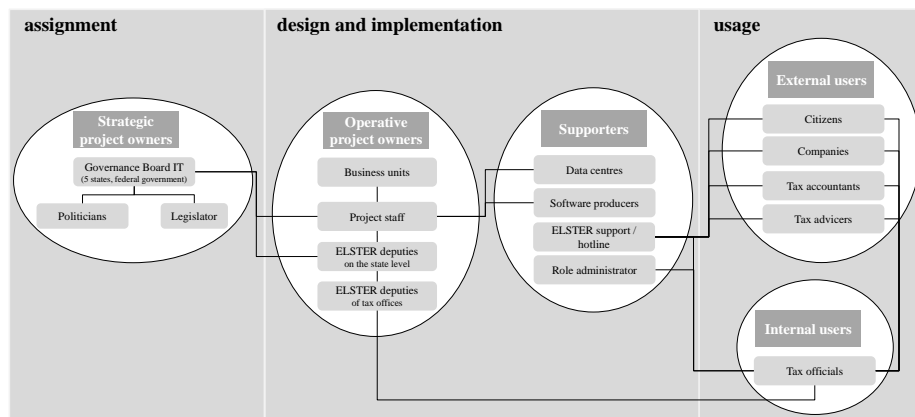 assignment
design and implementation
usage
Strategic
project owners
Governance Board IT
(5 states, federal government)
Politicians
Legislator
Operative
project owners
Business units
Project staff
ELSTER deputies
on the state level
ELSTER deputies
of tax offices
Supporters
Data centres
Software producers
ELSTER support /
hotline
Role administrator
External users
Citizens
Companies
Tax accountants
Tax advicers
Internal users
Tax officials